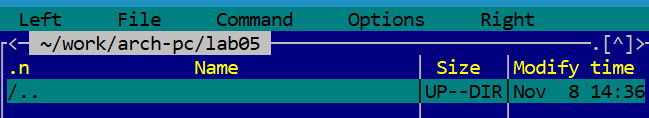 Left File Command Options Right
<─ ~/work/arch-pc/lab05 ─.[^]>
.n Name Size Modify time
/.. UP--DIR Nov 8 14:36